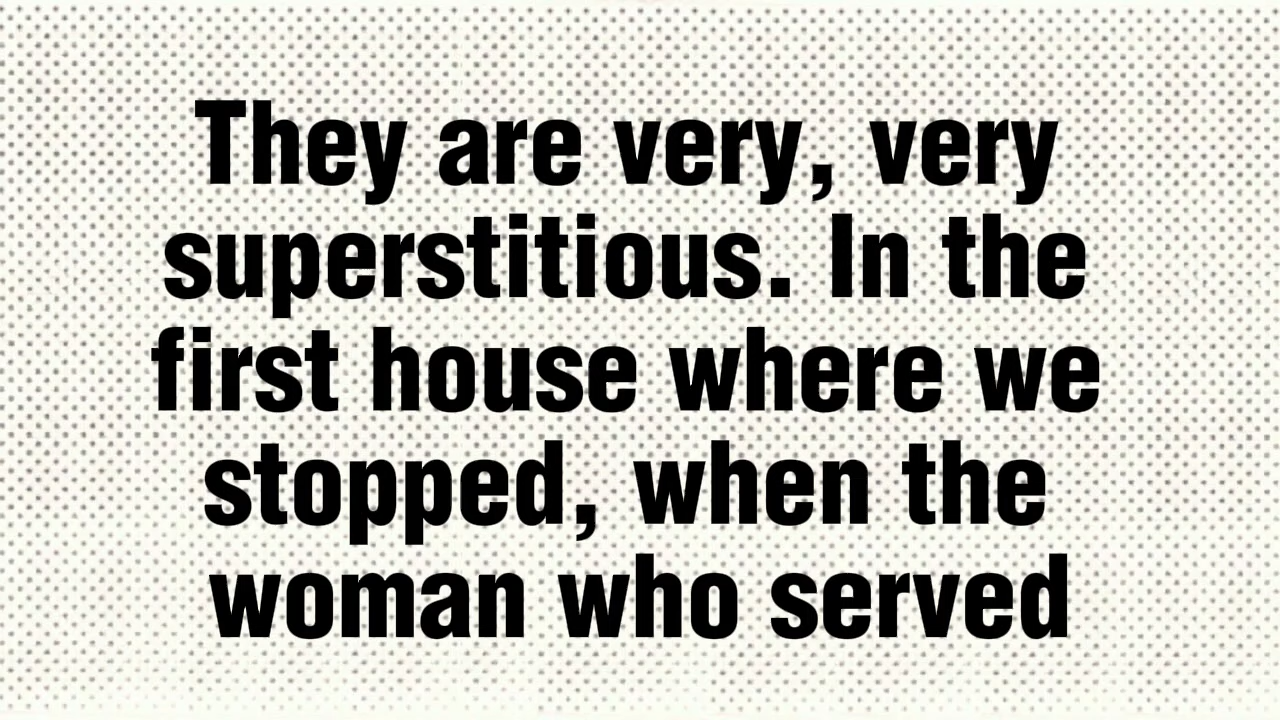 They are very, very
superstitious. In the
first house where we
stopped, when the
woman who served